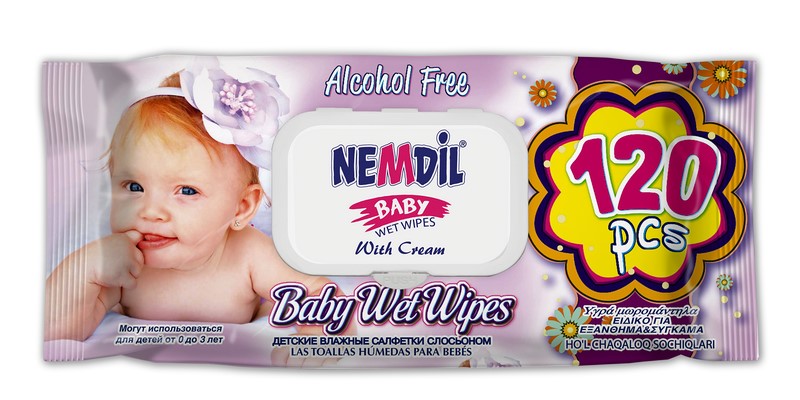 Alcohol Free
NEMDIL®
BABY
WET WIPES
With Cream
120
pcs
Baby Wet Wipes
Могут использоваться
для детей от 0 до 3 лет
ДЕТСКИЕ ВЛАЖНЫЕ САЛФЕТКИ СЛОСЬОНОМ
LAS TOALLAS HÚMEDAS PARA BEBÉS
Υγρά μωρομάντηλα
ΕΙΔΙΚΟ ΓΙΑ
ΕΞΑΝΘΗΜΑ&ΣΥΓΚΑΜΑ
HO'L CHAQALOQ SOCHIQLARI